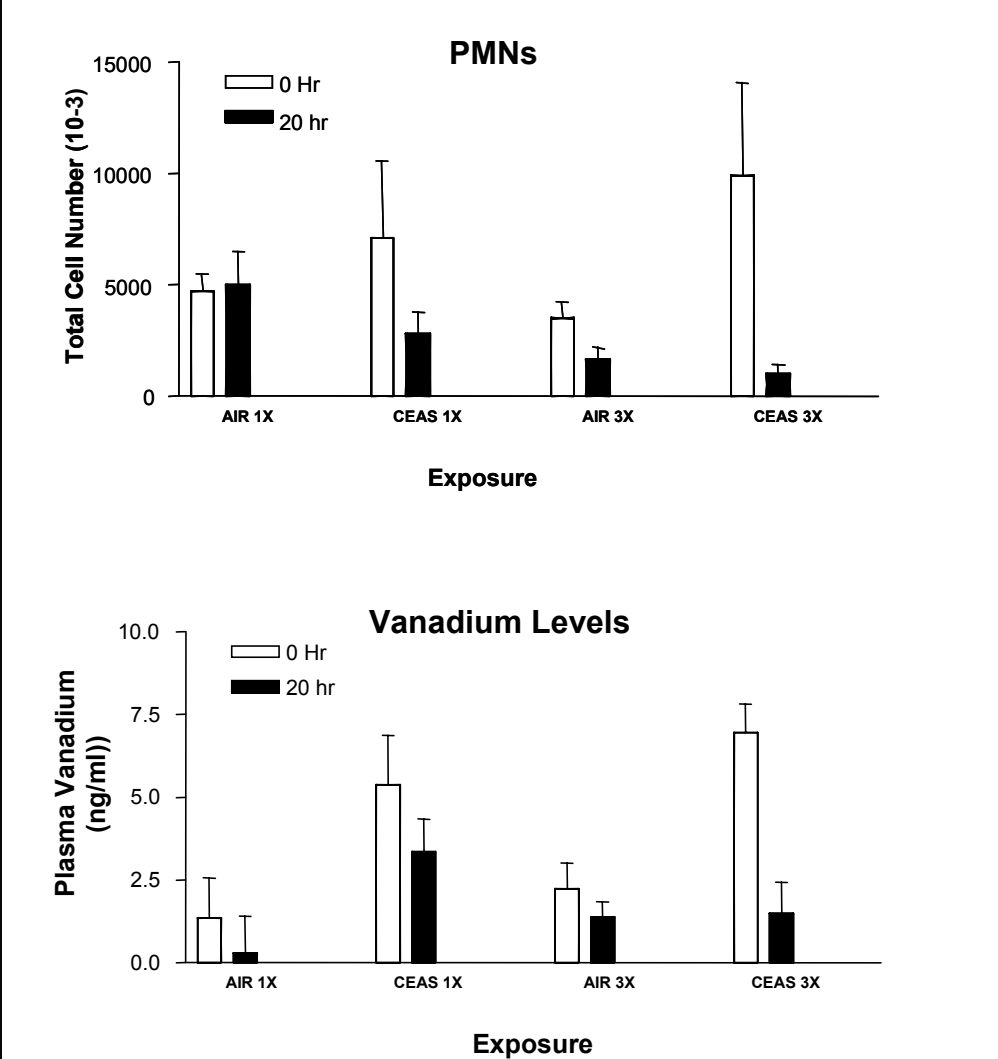 PMNs
15000
0 Hr
20 hr
10000
5000
0
Total Cell Number (10-3)
AIR 1X CEAS 1X AIR 3X CEAS 3X
Exposure
Vanadium Levels
10.0
0 Hr
20 hr
7.5
5.0
2.5
0.0
Plasma Vanadium
(ng/ml))
AIR 1X CEAS 1X AIR 3X CEAS 3X
Exposure